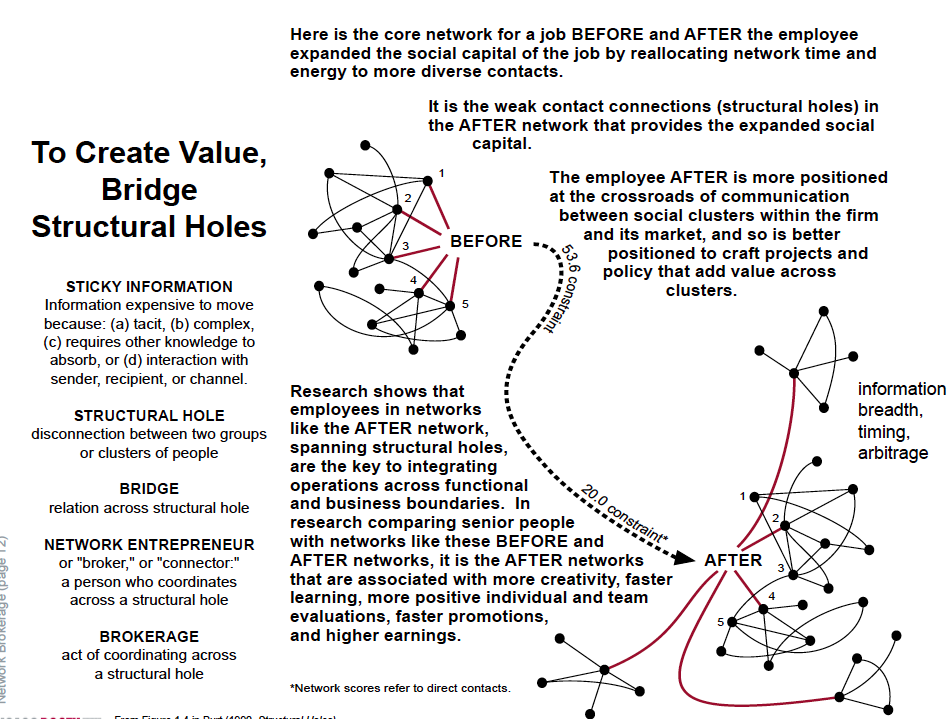 Here is the core network for a job BEFORE and AFTER the employee
expanded the social capital of the job by reallocating network time and
energy to more diverse contacts.
It is the weak contact connections (structural holes) in
the AFTER network that provides the expanded social
capital.
To Create Value,
Bridge
Structural Holes
The employee AFTER is more positioned
at the crossroads of communication
between social clusters within the firm
and its market, and so is better
positioned to craft projects and
policy that add value across
clusters.
1
2
3
4
5
BEFORE
53.6 constraint
STICKY INFORMATION
Information expensive to move
because: (a) tacit, (b) complex,
(c) requires other knowledge to
absorb, or (d) interaction with
sender, recipient, or channel.
STRUCTURAL HOLE
disconnection between two groups
or clusters of people
BRIDGE
relation across structural hole
NETWORK ENTREPRENEUR
or "broker," or "connector:"
a person who coordinates
across a structural hole
BROKERAGE
act of coordinating across
a structural hole
Research shows that
employees in networks
like the AFTER network,
spanning structural holes,
are the key to integrating
operations across functional
and business boundaries. In
research comparing senior people
with networks like these BEFORE and
AFTER networks, it is the AFTER networks
that are associated with more creativity, faster
learning, more positive individual and team
evaluations, faster promotions,
and higher earnings.
information
breadth,
timing,
arbitrage
20.0 constraint*
AFTER
1
2
3
4
5
*Network scores refer to direct contacts.
Network Brokerage (page 12)
From Figure 1.4 in Burt (1992, Structural Holes)